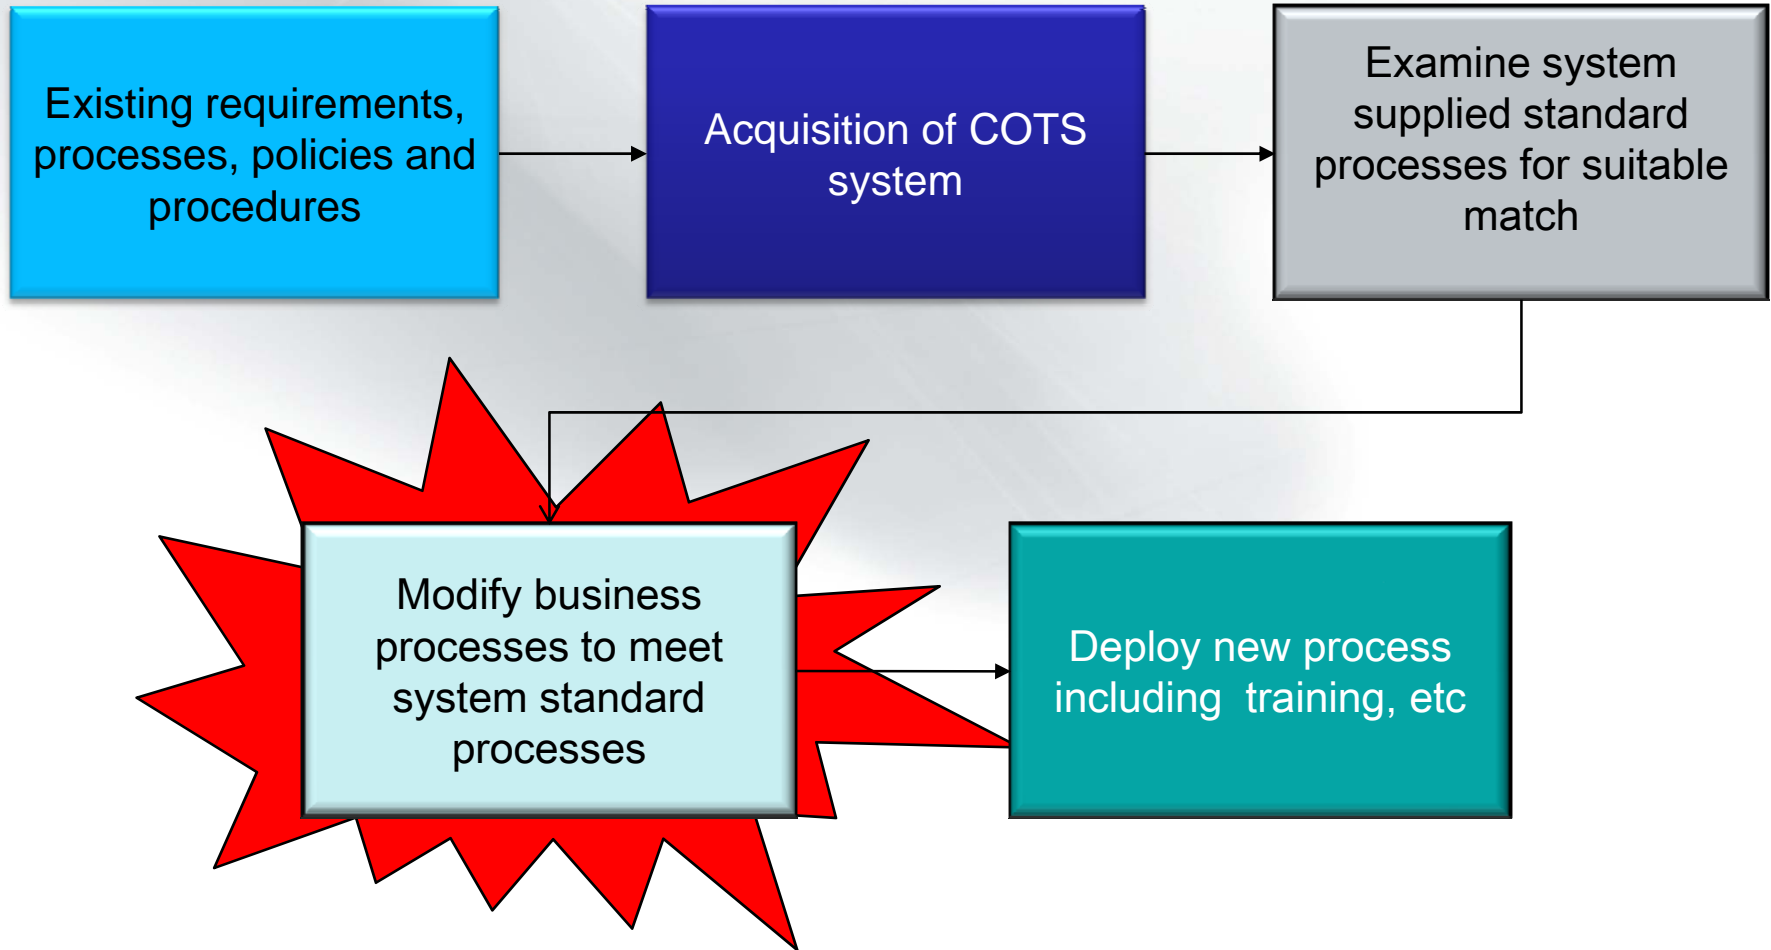 Existing requirements,
processes, policies and
procedures
Acquisition of COTS
system
Examine system
supplied standard
processes for suitable
match
Modify business
processes to meet
system standard
processes
Deploy new process
including  training, etc